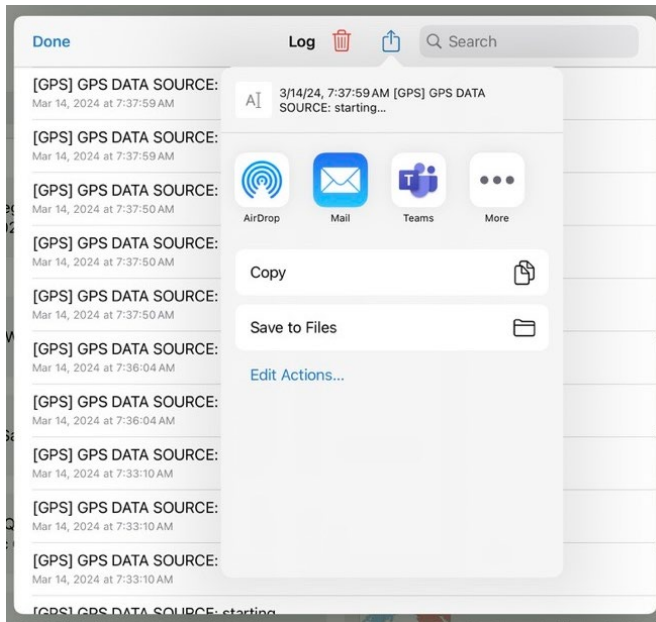 Done
Log
Search
[GPS] GPS DATA SOURCE:
Mar 14, 2024 at 7:37:59 AM
[GPS] GPS DATA SOURCE:
Mar 14, 2024 at 7:37:59 AM
[GPS] GPS DATA SOURCE:
Mar 14, 2024 at 7:37:50 AM
[GPS] GPS DATA SOURCE:
Mar 14, 2024 at 7:37:50 AM
[GPS] GPS DATA SOURCE:
Mar 14, 2024 at 7:37:50 AM
[GPS] GPS DATA SOURCE:
Mar 14, 2024 at 7:36:04 AM
[GPS] GPS DATA SOURCE:
Mar 14, 2024 at 7:36:04 AM
[GPS] GPS DATA SOURCE:
Mar 14, 2024 at 7:33:10 AM
[GPS] GPS DATA SOURCE:
Mar 14, 2024 at 7:33:10 AM
[GPS] GPS DATA SOURCE:
Mar 14, 2024 at 7:33:10 AM
[GPS] GPS DATA SOURCE: starting
3/14/24, 7:37:59 AM [GPS] GPS DATA
SOURCE: starting...
AirDrop
Mail
Teams
More
Copy
Save to Files
Edit Actions...